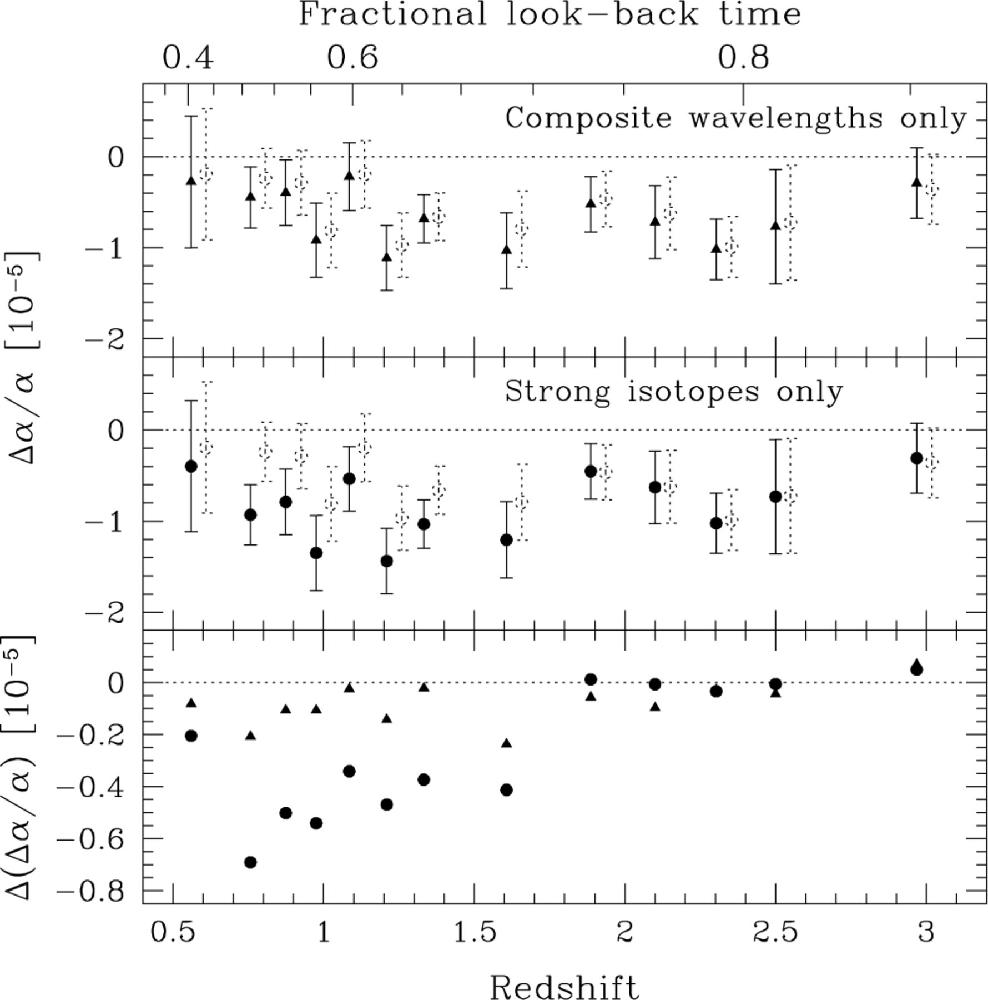 Fractional look−back time
0.4 0.6 0.8
Composite wavelengths only
0
−1
−2
Δα/α [10⁻⁵]
Strong isotopes only
0
−1
−2
Δ(Δα/α) [10⁻⁵]
0
−0.2
−0.4
−0.6
−0.8
0.5 1 1.5 2 2.5 3
Redshift